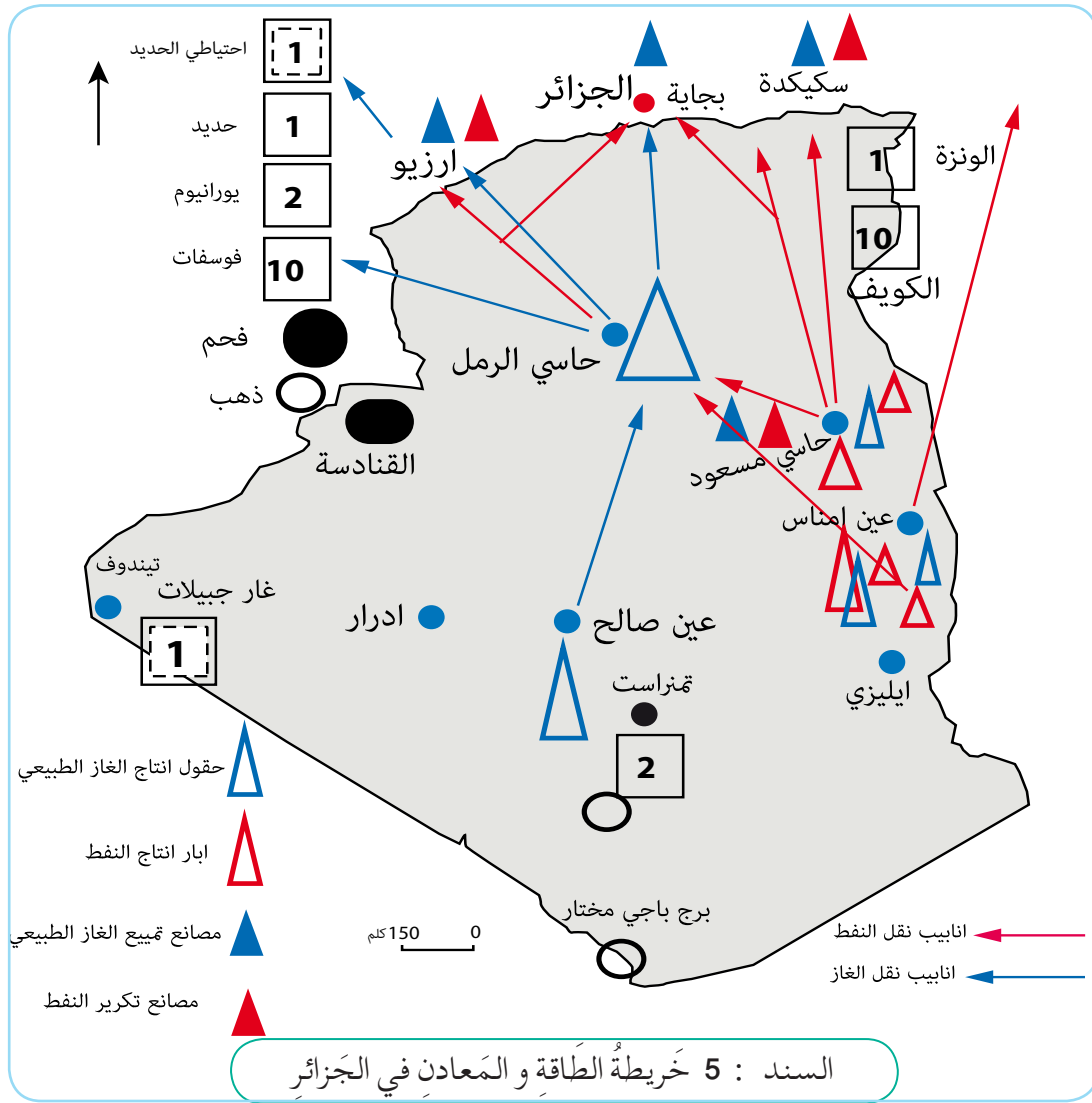 احتياطي الحديد
1
حديد
1
يورانيوم
2
فوسفات
10
فحم
ذهب
سكيكدة
بجاية
الجزائر
ارزيو
الونزة
1
10
الكويف
حاسي الرمل
حاسي مسعود
القنادسة
عين امناس
تيندوف
غار جبيلات
1
ادرار
عين صالح
ايليزي
تمنراست
2
برج باجي مختار
حقول انتاج الغاز الطبيعي
ابار انتاج النفط
مصانع تمييع الغاز الطبيعي
مصانع تكرير النفط
0 150 كلم
انابيب نقل النفط
انابيب نقل الغاز
السند : 5 خَريطةُ الطَاقةِ و المَعادنِ في الجَزائرِ